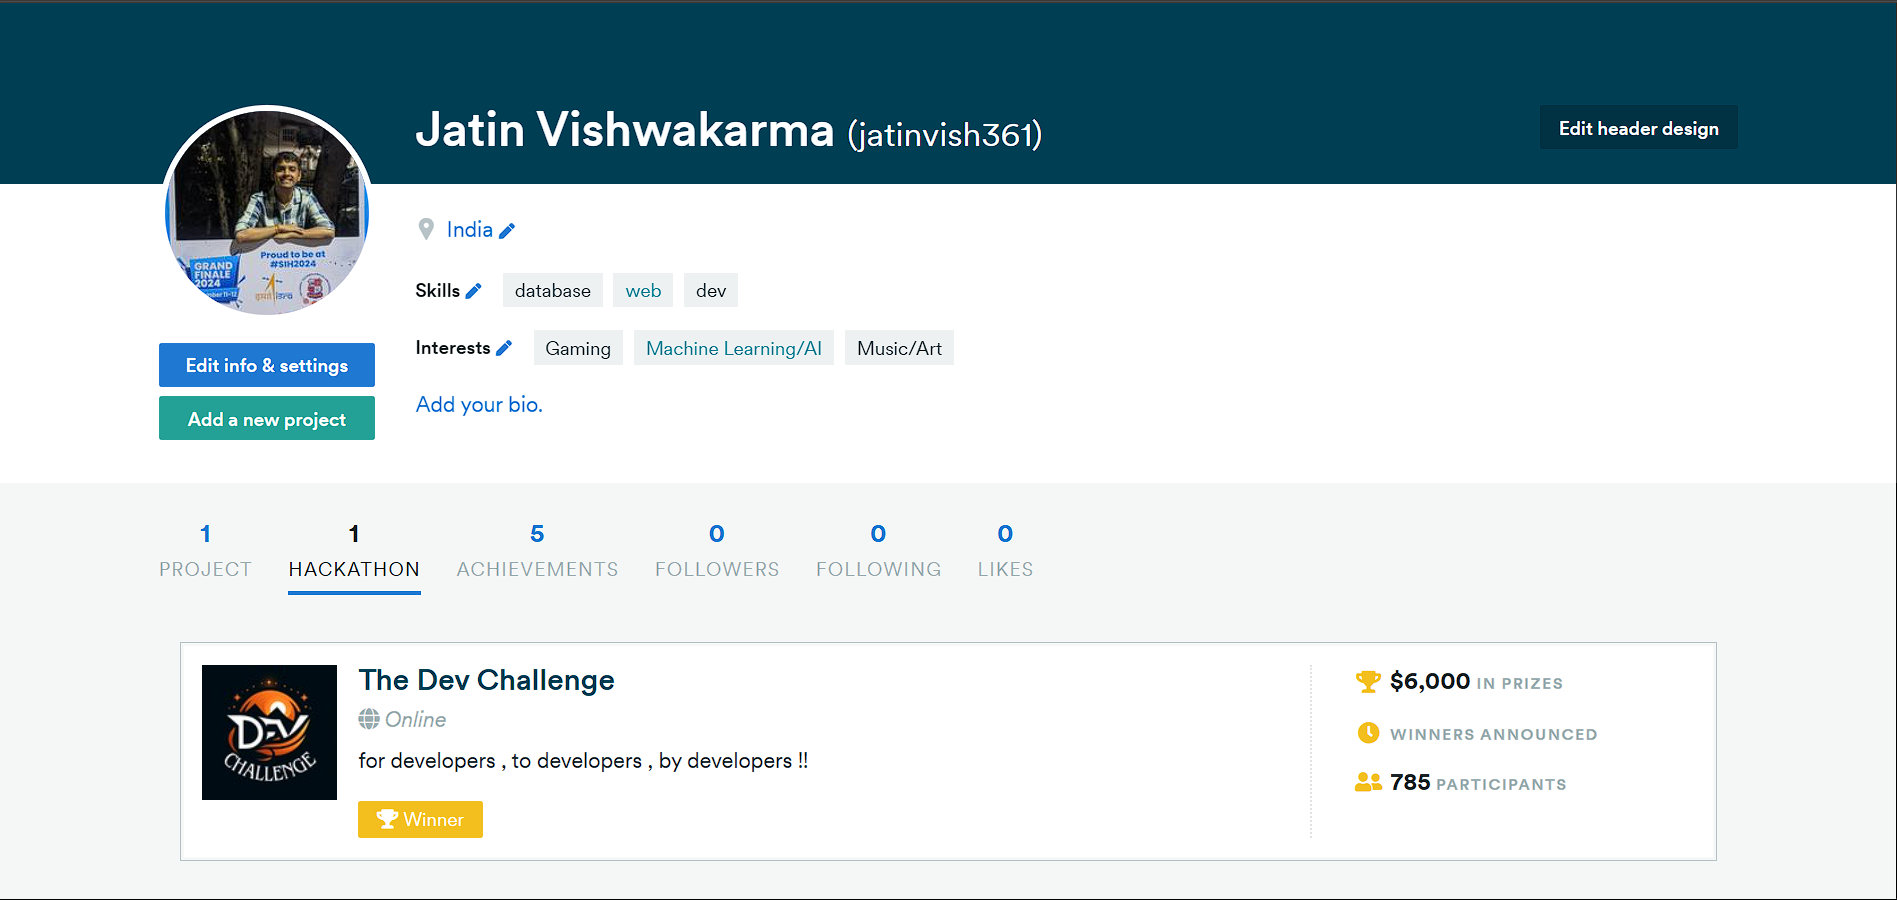 Jatin Vishwakarma (jatinvish361)
Edit header design
Proud to be at
#SIH2024
GRAND
FINALE
2024
India
Skills database web dev
Interests Gaming Machine Learning/AI Music/Art
Add your bio.
Edit info & settings
Add a new project
1 PROJECT
1 HACKATHON
5 ACHIEVEMENTS
0 FOLLOWERS
0 FOLLOWING
0 LIKES
DEV
CHALLENGE
The Dev Challenge
Online
for developers , to developers , by developers !!
Winner
$6,000 IN PRIZES
WINNERS ANNOUNCED
785 PARTICIPANTS